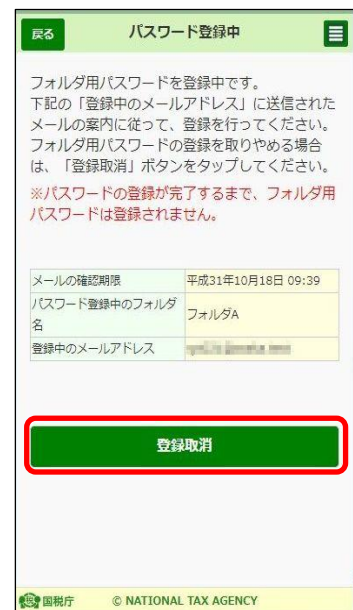 戻る
パスワード登録中
フォルダ用パスワードを登録中です。
下記の「登録中のメールアドレス」に送信された
メールの案内に従って、登録を行ってください。
フォルダ用パスワードの登録を取りやめる場合
は、「登録取消」ボタンをタップしてください。
※パスワードの登録が完了するまで、フォルダ用
パスワードは登録されません。
メールの確認期限 平成31年10月18日 09:39
パスワード登録中のフォルダ
名 フォルダA
登録中のメールアドレス
登録取消
国税庁 © NATIONAL TAX AGENCY